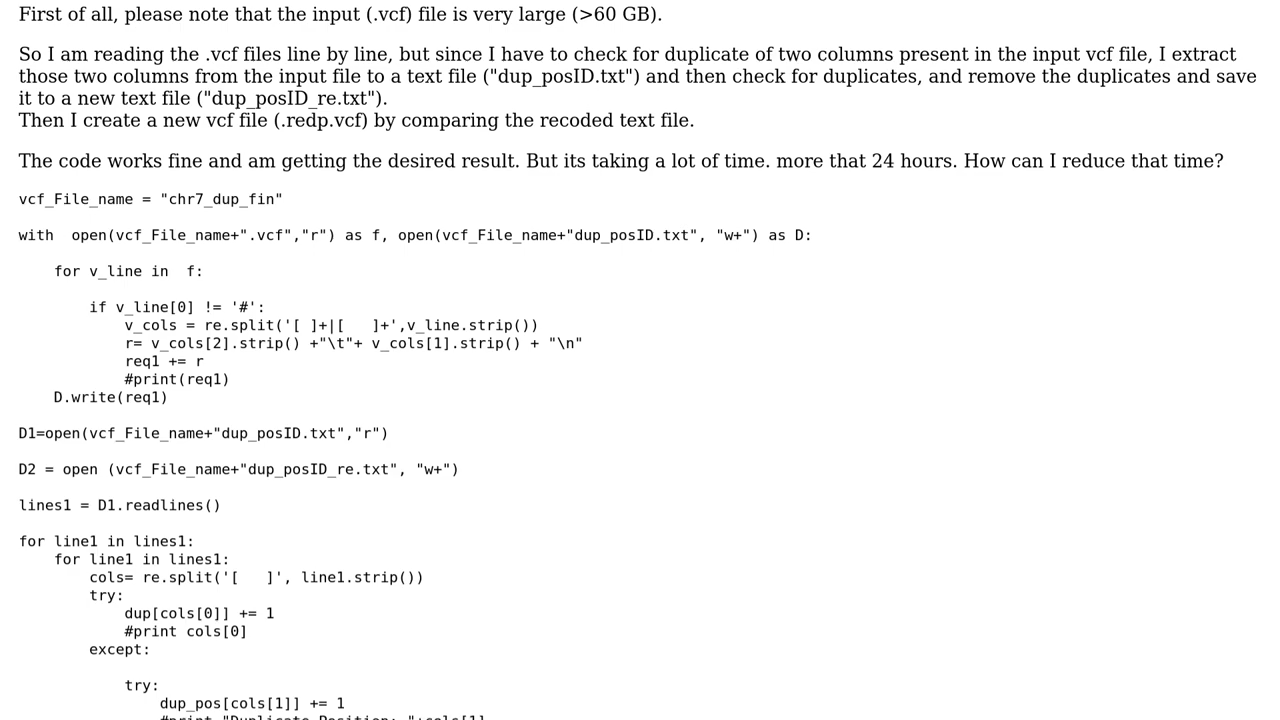 First of all, please note that the input (.vcf) file is very large (>60 GB).
So I am reading the .vcf files line by line, but since I have to check for duplicate of two columns present in the input vcf file, I extract
those two columns from the input file to a text file ("dup_posID.txt") and then check for duplicates, and remove the duplicates and save
it to a new text file ("dup_posID_re.txt").
Then I create a new vcf file (.redp.vcf) by comparing the recoded text file.
The code works fine and am getting the desired result. But its taking a lot of time. more that 24 hours. How can I reduce that time?
vcf_File_name = "chr7_dup_fin"
with  open(vcf_File_name+".vcf","r") as f, open(vcf_File_name+"dup_posID.txt", "w+") as D:
    for v_line in  f:
        if v_line[0] != '#':
            v_cols = re.split('[ ]+|[   ]+',v_line.strip())
            r= v_cols[2].strip() +"\t"+ v_cols[1].strip() + "\n"
            req1 += r
            #print(req1)
    D.write(req1)
D1=open(vcf_File_name+"dup_posID.txt","r")
D2 = open (vcf_File_name+"dup_posID_re.txt", "w+")
lines1 = D1.readlines()
for line1 in lines1:
    for line1 in lines1:
        cols= re.split('[   ]', line1.strip())
        try:
            dup[cols[0]] += 1
            #print cols[0]
        except:
            try:
                dup_pos[cols[1]] += 1
                #print "Duplicate Position: "+cols[1]